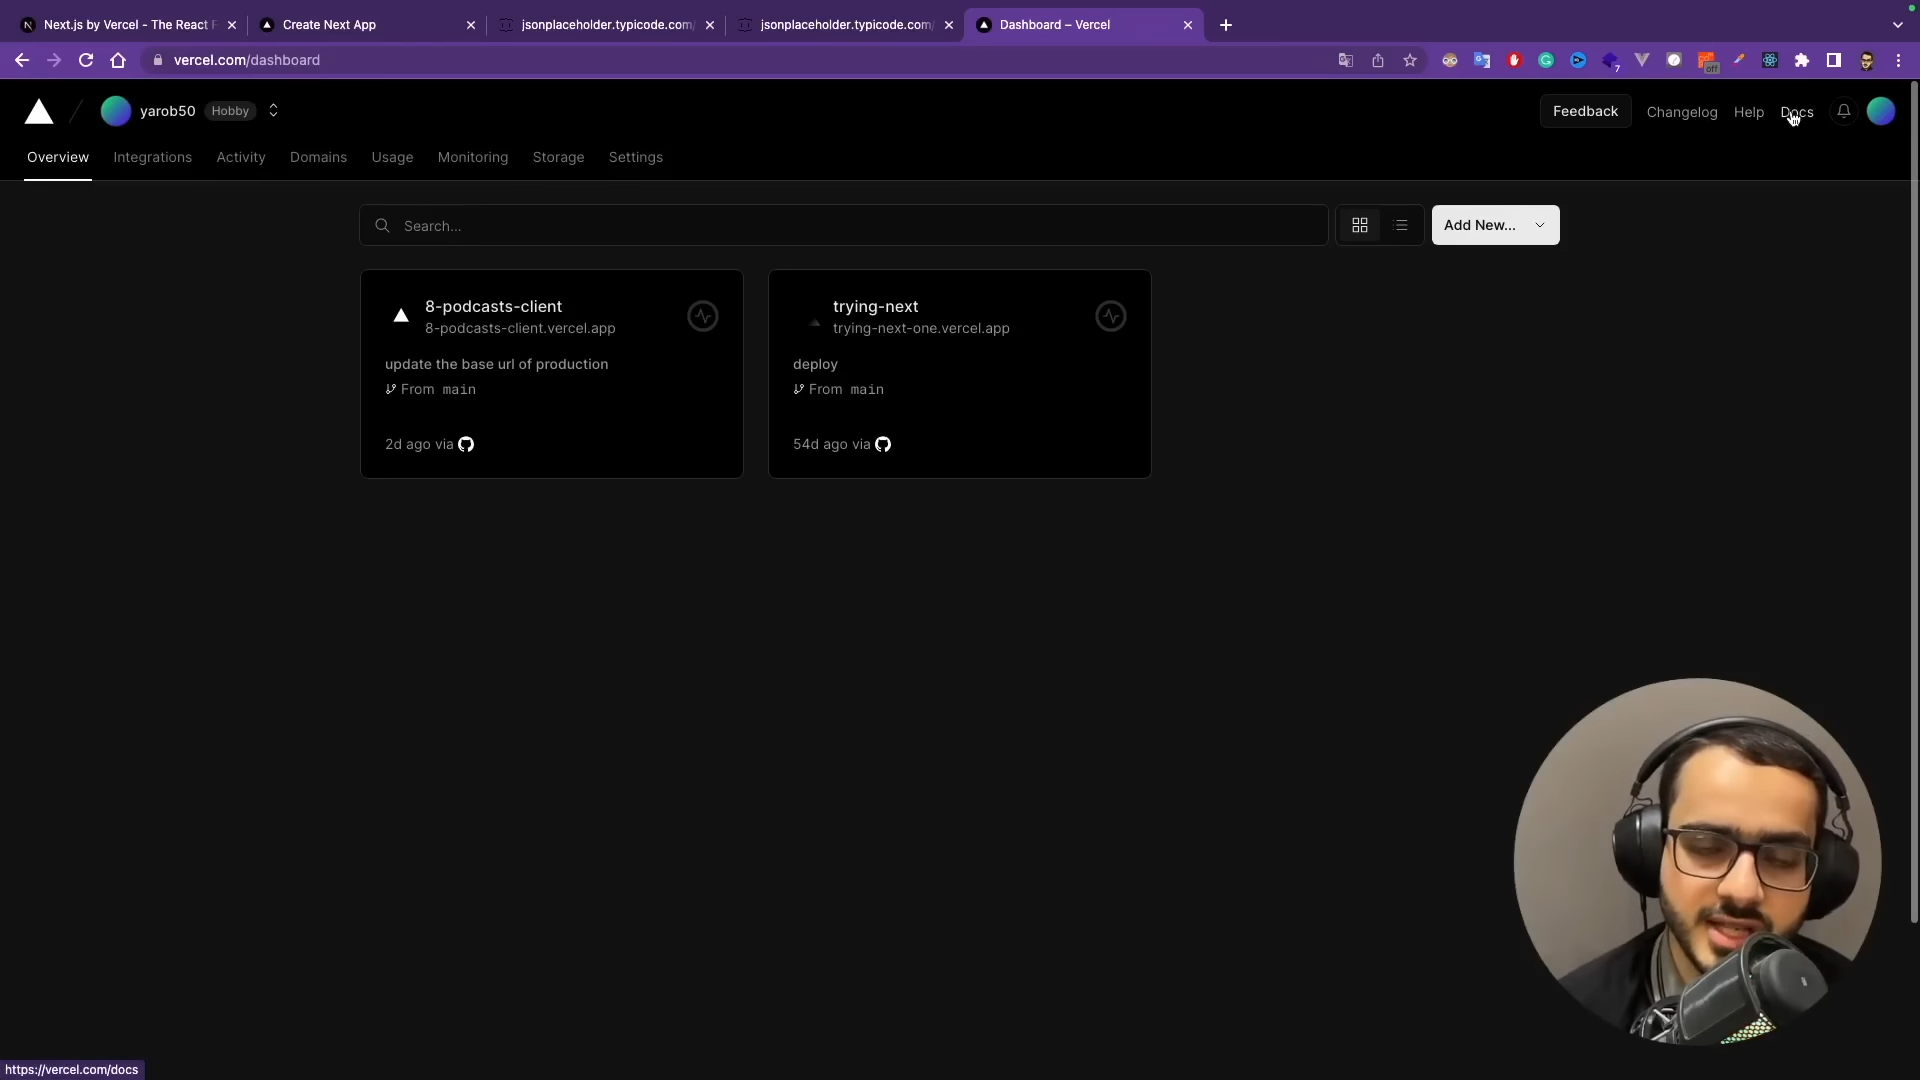 Next.js by Vercel - The React F
Create Next App
jsonplaceholder.typicode.com/
jsonplaceholder.typicode.com/
Dashboard – Vercel
vercel.com/dashboard
off
7
yarob50 Hobby
Feedback Changelog Help Docs
Overview Integrations Activity Domains Usage Monitoring Storage Settings
Search...
Add New...
8-podcasts-client
8-podcasts-client.vercel.app
update the base url of production
From main
2d ago via
trying-next
trying-next-one.vercel.app
deploy
From main
54d ago via
https://vercel.com/docs